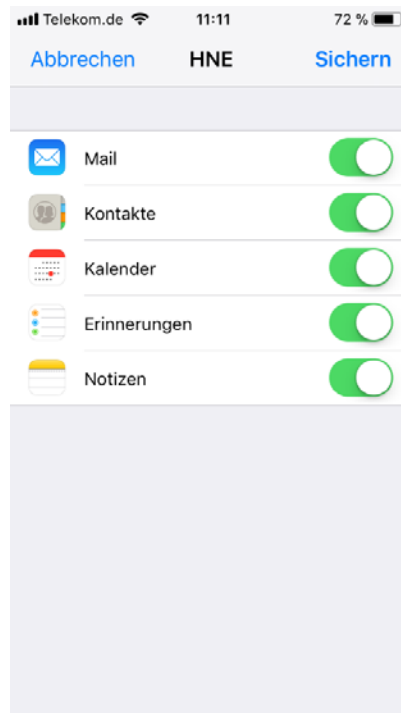 Telekom.de 11:11 72 %
Abbrechen HNE Sichern
Mail
Kontakte
Kalender
Erinnerungen
Notizen